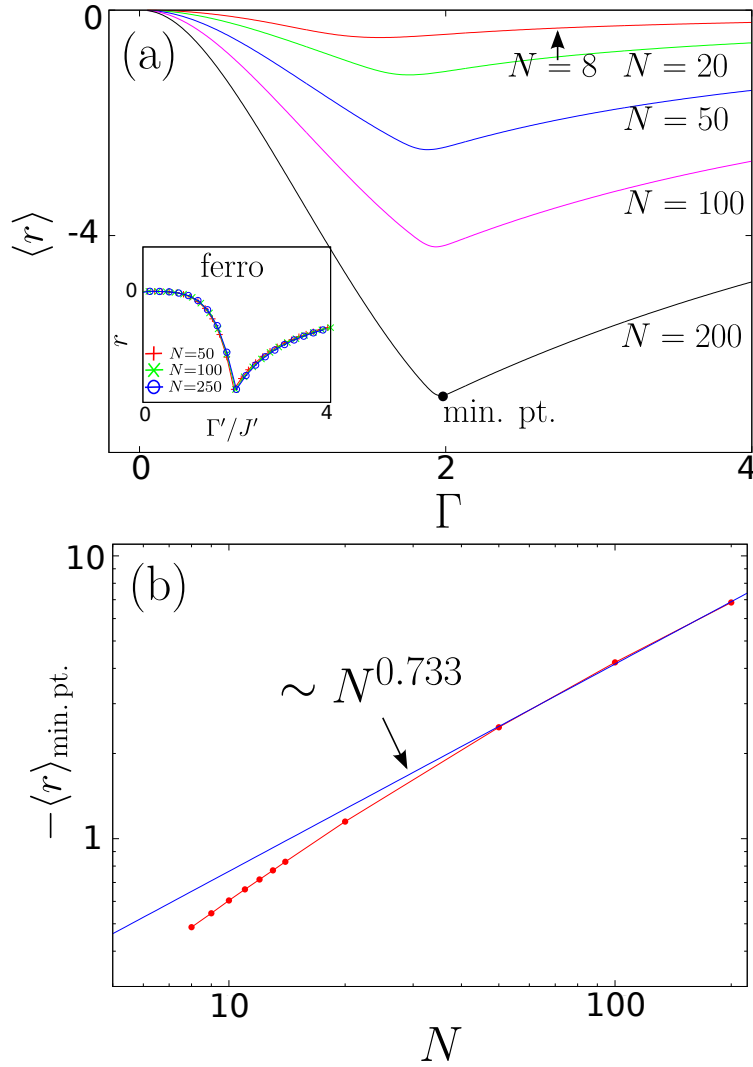 0
(a)
N = 8 N = 20
N = 50
N = 100
-4
⟨r⟩
ferro
0
r
N=50
N=100
N=250
0 4
Γ′/J′
N = 200
min. pt.
0 2 4
Γ
10
(b)
∼ N^0.733
−⟨r⟩min. pt.
1
10 100
N